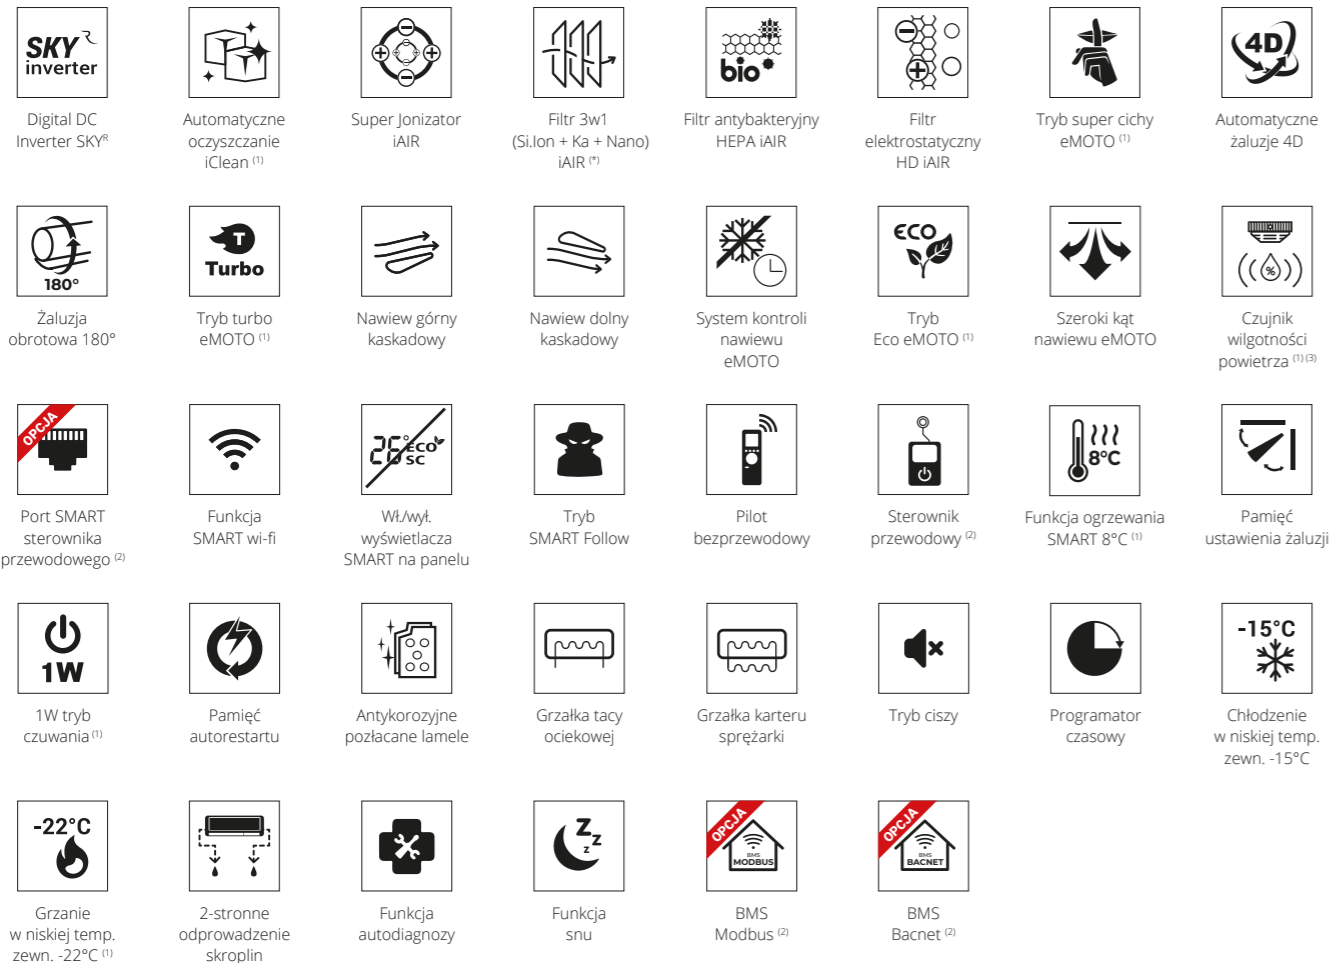 SKY R
inverter
Digital DC
Inverter SKYᴿ
Automatyczne
oczyszczanie
iClean (1)
Super Jonizator
iAIR
Filtr 3w1
(Si.Ion + Ka + Nano)
iAIR (*)
bio
Filtr antybakteryjny
HEPA iAIR
Filtr
elektrostatyczny
HD iAIR
Tryb super cichy
eMOTO (1)
4D
Automatyczne
żaluzje 4D
180°
Żaluzja
obrotowa 180°
T
Turbo
Tryb turbo
eMOTO (1)
Nawiew górny
kaskadowy
Nawiew dolny
kaskadowy
System kontroli
nawiewu
eMOTO
ECO
Tryb
Eco eMOTO (1)
Szeroki kąt
nawiewu eMOTO
%
Czujnik
wilgotności
powietrza (1) (3)
OPCJA
Port SMART
sterownika
przewodowego (2)
Funkcja
SMART wi-fi
26° ECO
SC
Wł./wył.
wyświetlacza
SMART na panelu
Tryb
SMART Follow
Pilot
bezprzewodowy
Sterownik
przewodowy (2)
8°C
Funkcja ogrzewania
SMART 8°C (1)
Pamięć
ustawienia żaluzji
1W
1W tryb
czuwania (1)
Pamięć
autorestartu
Antykorozyjne
pozłacane lamele
Grzałka tacy
ociekowej
Grzałka karteru
sprężarki
Tryb ciszy
Programator
czasowy
-15°C
Chłodzenie
w niskiej temp.
zewn. -15°C
-22°C
Grzanie
w niskiej temp.
zewn. -22°C (1)
2-stronne
odprowadzenie
skroplin
Funkcja
autodiagnozy
Z Z Z
Funkcja
snu
OPCJA
BMS
MODBUS
BMS
Modbus (2)
OPCJA
BMS
BACNET
BMS
Bacnet (2)